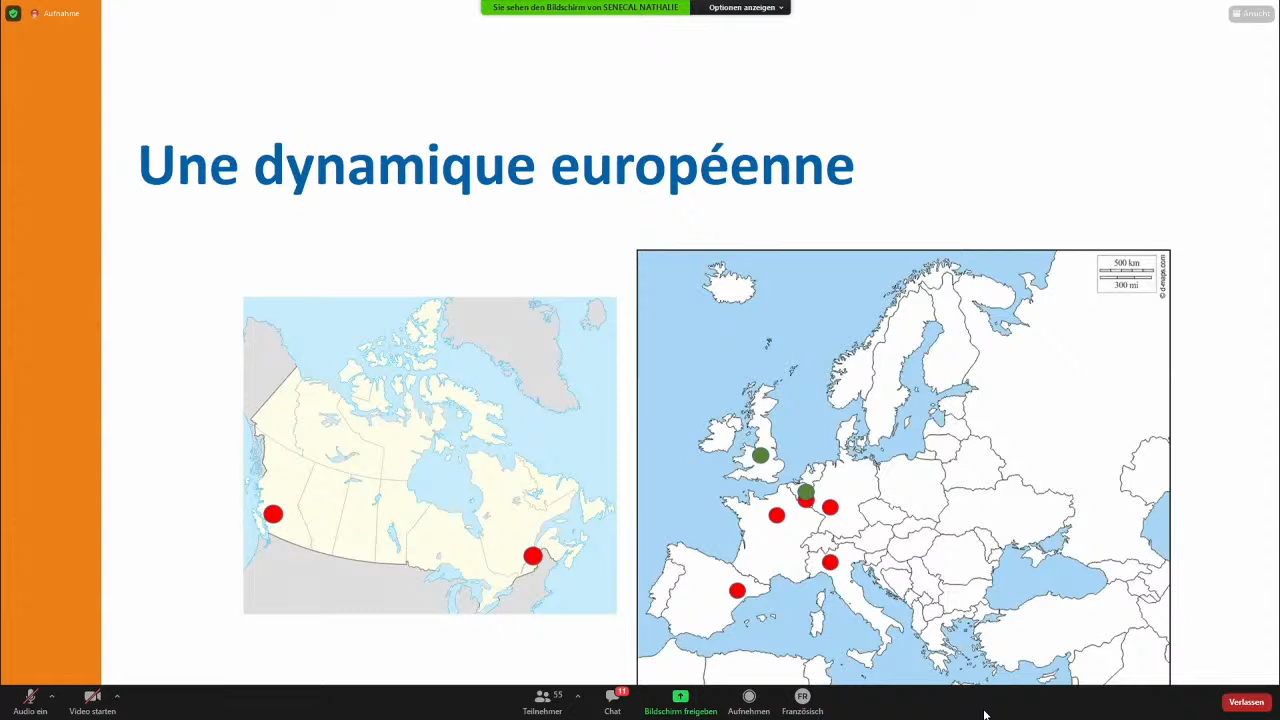 Aufnahme
Sie sehen den Bildschirm von SENECAL NATHALIE
Optionen anzeigen
Ansicht
Une dynamique européenne
500 km
300 mi
© d-maps.com
Audio ein
Video starten
55
Teilnehmer
11
Chat
Bildschirm freigeben
Aufnehmen
FR
Französisch
Verlassen